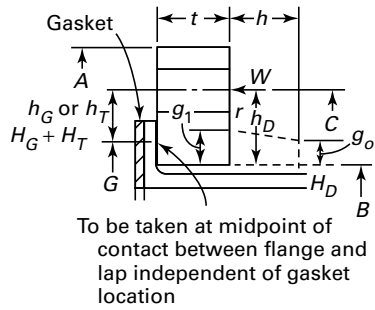 Gasket
t
h
A
W
h_G or h_T
g_1
r
h_D
C
g_o
H_G + H_T
G
H_D
B
To be taken at midpoint of
contact between flange and
lap independent of gasket
location